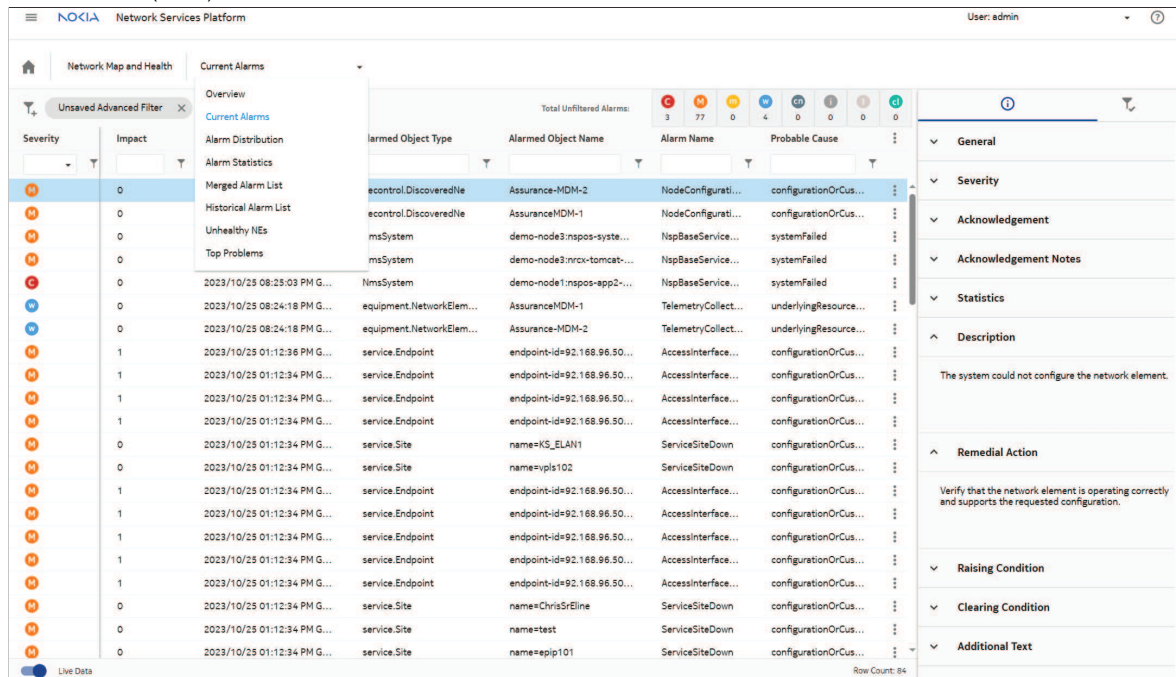 NOKIA Network Services Platform User: admin
Network Map and Health Current Alarms
Unsaved Advanced Filter Total Unfiltered Alarms: C 3 M 77 m 0 w 4 cn 0 i 0 0 cl 0
Overview
Current Alarms
Alarm Distribution
Alarm Statistics
Merged Alarm List
Historical Alarm List
Unhealthy NEs
Top Problems
Severity Impact larmed Object Type Alarmed Object Name Alarm Name Probable Cause
M 0 econtrol.DiscoveredNe Assurance-MDM-2 NodeConfigurati... configurationOrCus...
M 0 econtrol.DiscoveredNe AssuranceMDM-1 NodeConfigurati... configurationOrCus...
M 0 msSystem demo-node3:nspos-syste... NspBaseService... systemFailed
M 0 msSystem demo-node3:nrcx-tomcat-... NspBaseService... systemFailed
C 0 2023/10/25 08:25:03 PM G... NmsSystem demo-node1:nspos-app2-... NspBaseService... systemFailed
w 0 2023/10/25 08:24:18 PM G... equipment.NetworkElem... AssuranceMDM-1 TelemetryCollect... underlyingResource...
w 0 2023/10/25 08:24:18 PM G... equipment.NetworkElem... Assurance-MDM-2 TelemetryCollect... underlyingResource...
M 1 2023/10/25 01:12:36 PM G... service.Endpoint endpoint-id=92.168.96.50... AccessInterface... configurationOrCus...
M 1 2023/10/25 01:12:34 PM G... service.Endpoint endpoint-id=92.168.96.50... AccessInterface... configurationOrCus...
M 1 2023/10/25 01:12:34 PM G... service.Endpoint endpoint-id=92.168.96.50... AccessInterface... configurationOrCus...
M 1 2023/10/25 01:12:34 PM G... service.Endpoint endpoint-id=92.168.96.50... AccessInterface... configurationOrCus...
M 0 2023/10/25 01:12:34 PM G... service.Site name=KS_ELAN1 ServiceSiteDown configurationOrCus...
M 0 2023/10/25 01:12:34 PM G... service.Site name=vpls102 ServiceSiteDown configurationOrCus...
M 1 2023/10/25 01:12:34 PM G... service.Endpoint endpoint-id=92.168.96.50... AccessInterface... configurationOrCus...
M 1 2023/10/25 01:12:34 PM G... service.Endpoint endpoint-id=92.168.96.50... AccessInterface... configurationOrCus...
M 1 2023/10/25 01:12:34 PM G... service.Endpoint endpoint-id=92.168.96.50... AccessInterface... configurationOrCus...
M 1 2023/10/25 01:12:34 PM G... service.Endpoint endpoint-id=92.168.96.50... AccessInterface... configurationOrCus...
M 1 2023/10/25 01:12:34 PM G... service.Endpoint endpoint-id=92.168.96.50... AccessInterface... configurationOrCus...
M 0 2023/10/25 01:12:34 PM G... service.Site name=ChrisSrEline ServiceSiteDown configurationOrCus...
M 0 2023/10/25 01:12:34 PM G... service.Site name=test ServiceSiteDown configurationOrCus...
M 0 2023/10/25 01:12:34 PM G... service.Site name=epip101 ServiceSiteDown configurationOrCus...
Live Data Row Count: 84
General
Severity
Acknowledgement
Acknowledgement Notes
Statistics
Description
The system could not configure the network element.
Remedial Action
Verify that the network element is operating correctly
and supports the requested configuration.
Raising Condition
Clearing Condition
Additional Text